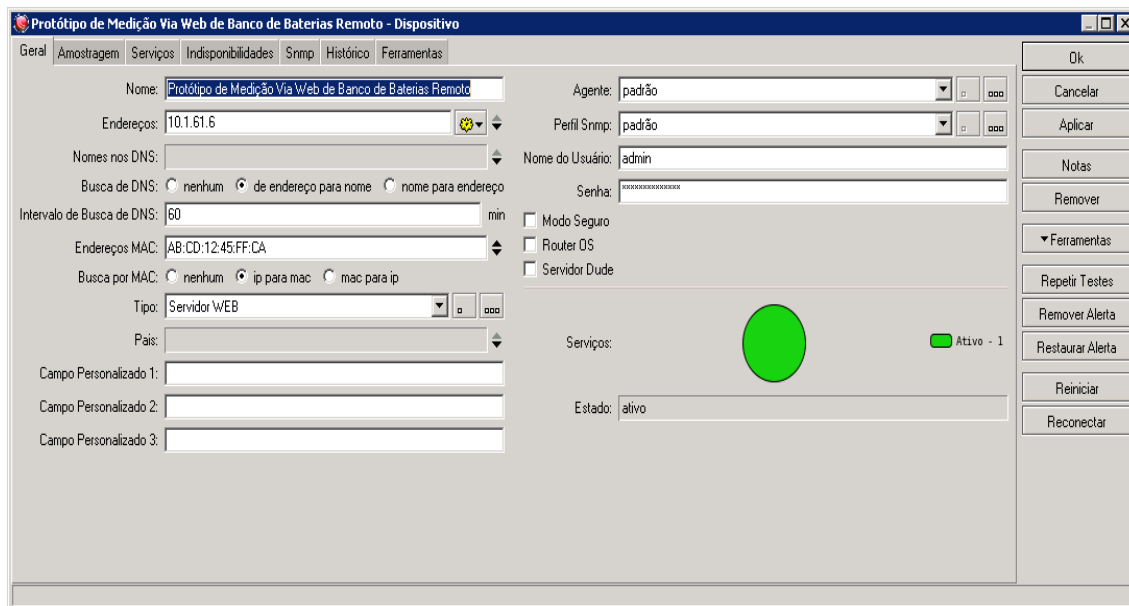 Protótipo de Medição Via Web de Banco de Baterias Remoto - Dispositivo
Geral Amostragem Serviços Indisponibilidades Snmp Histórico Ferramentas
Nome: Protótipo de Medição Via Web de Banco de Baterias Remoto
Endereços: 10.1.61.6
Nomes nos DNS:
Busca de DNS: nenhum de endereço para nome nome para endereço
Intervalo de Busca de DNS: 60 min
Endereços MAC: AB:CD:12:45:FF:CA
Busca por MAC: nenhum ip para mac mac para ip
Tipo: Servidor WEB
Pais:
Campo Personalizado 1:
Campo Personalizado 2:
Campo Personalizado 3:
Agente: padrão
Perfil Snmp: padrão
Nome do Usuário: admin
Senha: ×××××××××××××
Modo Seguro
Router OS
Servidor Dude
Serviços: Ativo - 1
Estado: ativo
Ok
Cancelar
Aplicar
Notas
Remover
Ferramentas
Repetir Testes
Remover Alerta
Restaurar Alerta
Reiniciar
Reconectar